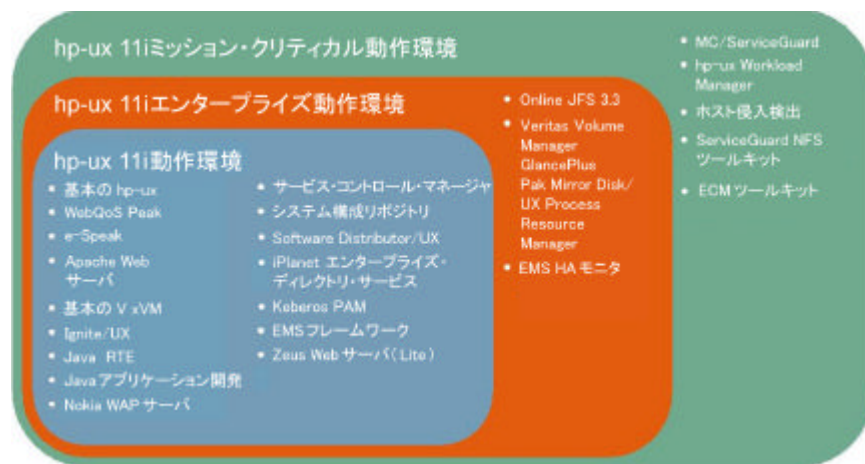 hp-ux 11iミッション・クリティカル動作環境
• MC/ServiceGuard
• hp-ux Workload
Manager
• ホスト侵入検出
• ServiceGuard NFS
ツールキット
• ECMツールキット
hp-ux 11iエンタープライズ動作環境
• Online JFS 3.3
• Veritas Volume
Manager
GlancePlus
Pak Mirror Disk/
UX Process
Resource
Manager
• EMS HA モニタ
hp-ux 11i動作環境
• 基本の hp-ux
• WebQoS Peak
• e-Speak
• Apache Web
サーバ
• 基本の V xVM
• Ignite/UX
• Java RTE
• Javaアプリケーション開発
• Nokia WAP サーバ
• サービス・コントロール・マネージャ
• システム構成リポジトリ
• Software Distributor/UX
• iPlanet エンタープライズ・
ディレクトリ・サービス
• Keberos PAM
• EMSフレームワーク
• Zeus Webサーバ(Lite)